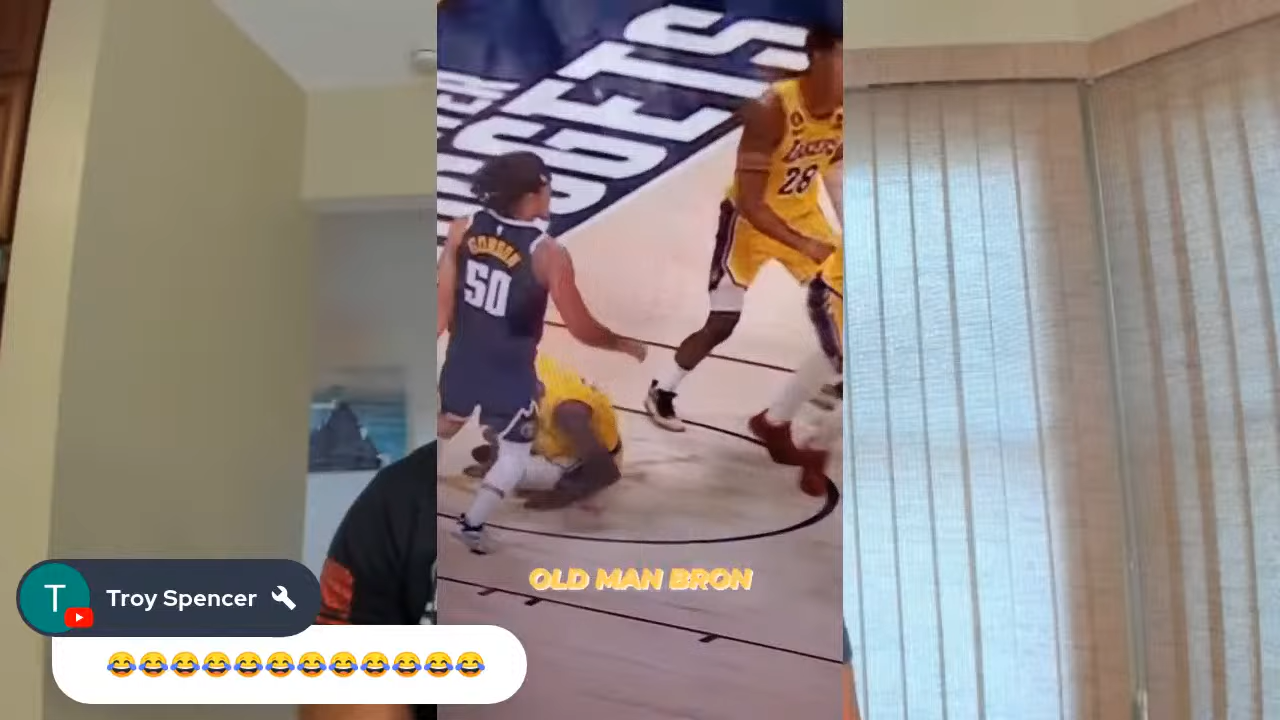 NUGGETS
Lakers
28
GORDON
50
OLD MAN BRON
T
Troy Spencer
😂😂😂😂😂😂😂😂😂😂😂😂